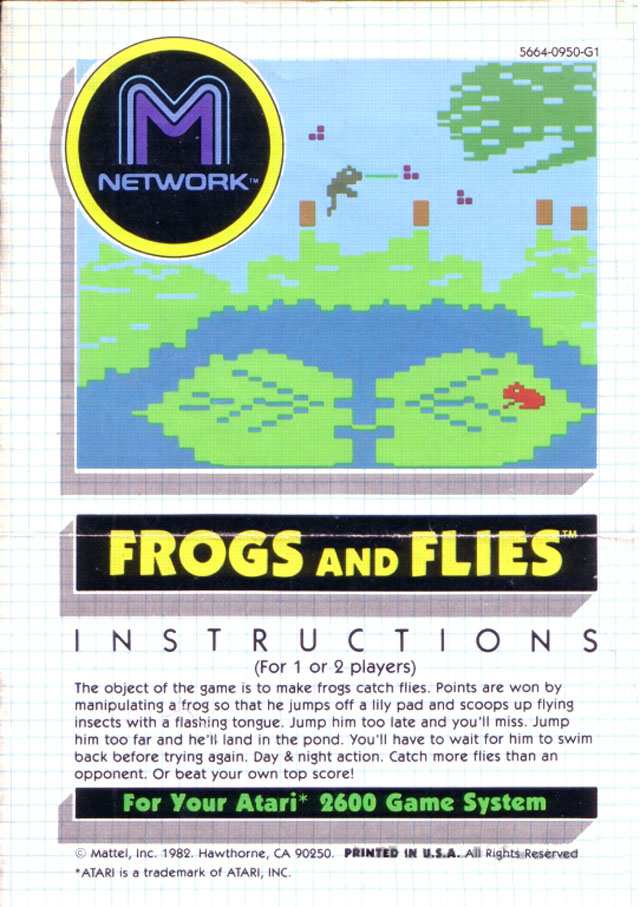 5664-0950-G1
M
NETWORK™
FROGS AND FLIES™
INSTRUCTIONS
(For 1 or 2 players)
The object of the game is to make frogs catch flies. Points are won by
manipulating a frog so that he jumps off a lily pad and scoops up flying
insects with a flashing tongue. Jump him too late and you'll miss. Jump
him too far and he'll land in the pond. You'll have to wait for him to swim
back before trying again. Day & night action. Catch more flies than an
opponent. Or beat your own top score!
For Your Atari* 2600 Game System
© Mattel, Inc. 1982. Hawthorne, CA 90250. PRINTED IN U.S.A. All Rights Reserved
*ATARI is a trademark of ATARI, INC.